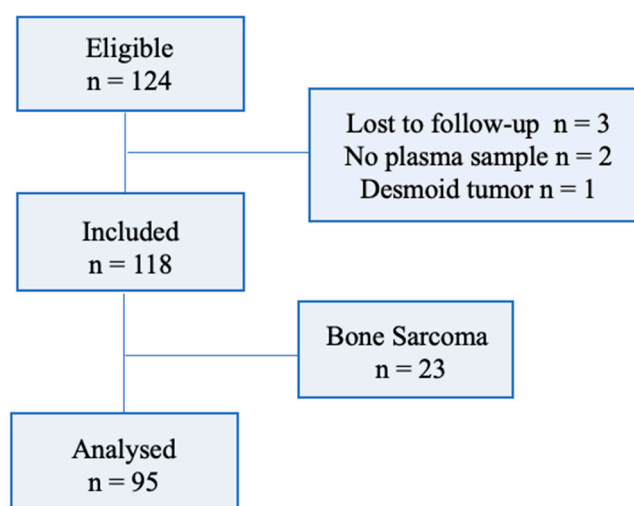 Eligible
n = 124
Lost to follow-up n = 3
No plasma sample n = 2
Desmoid tumor n = 1
Included
n = 118
Bone Sarcoma
n = 23
Analysed
n = 95